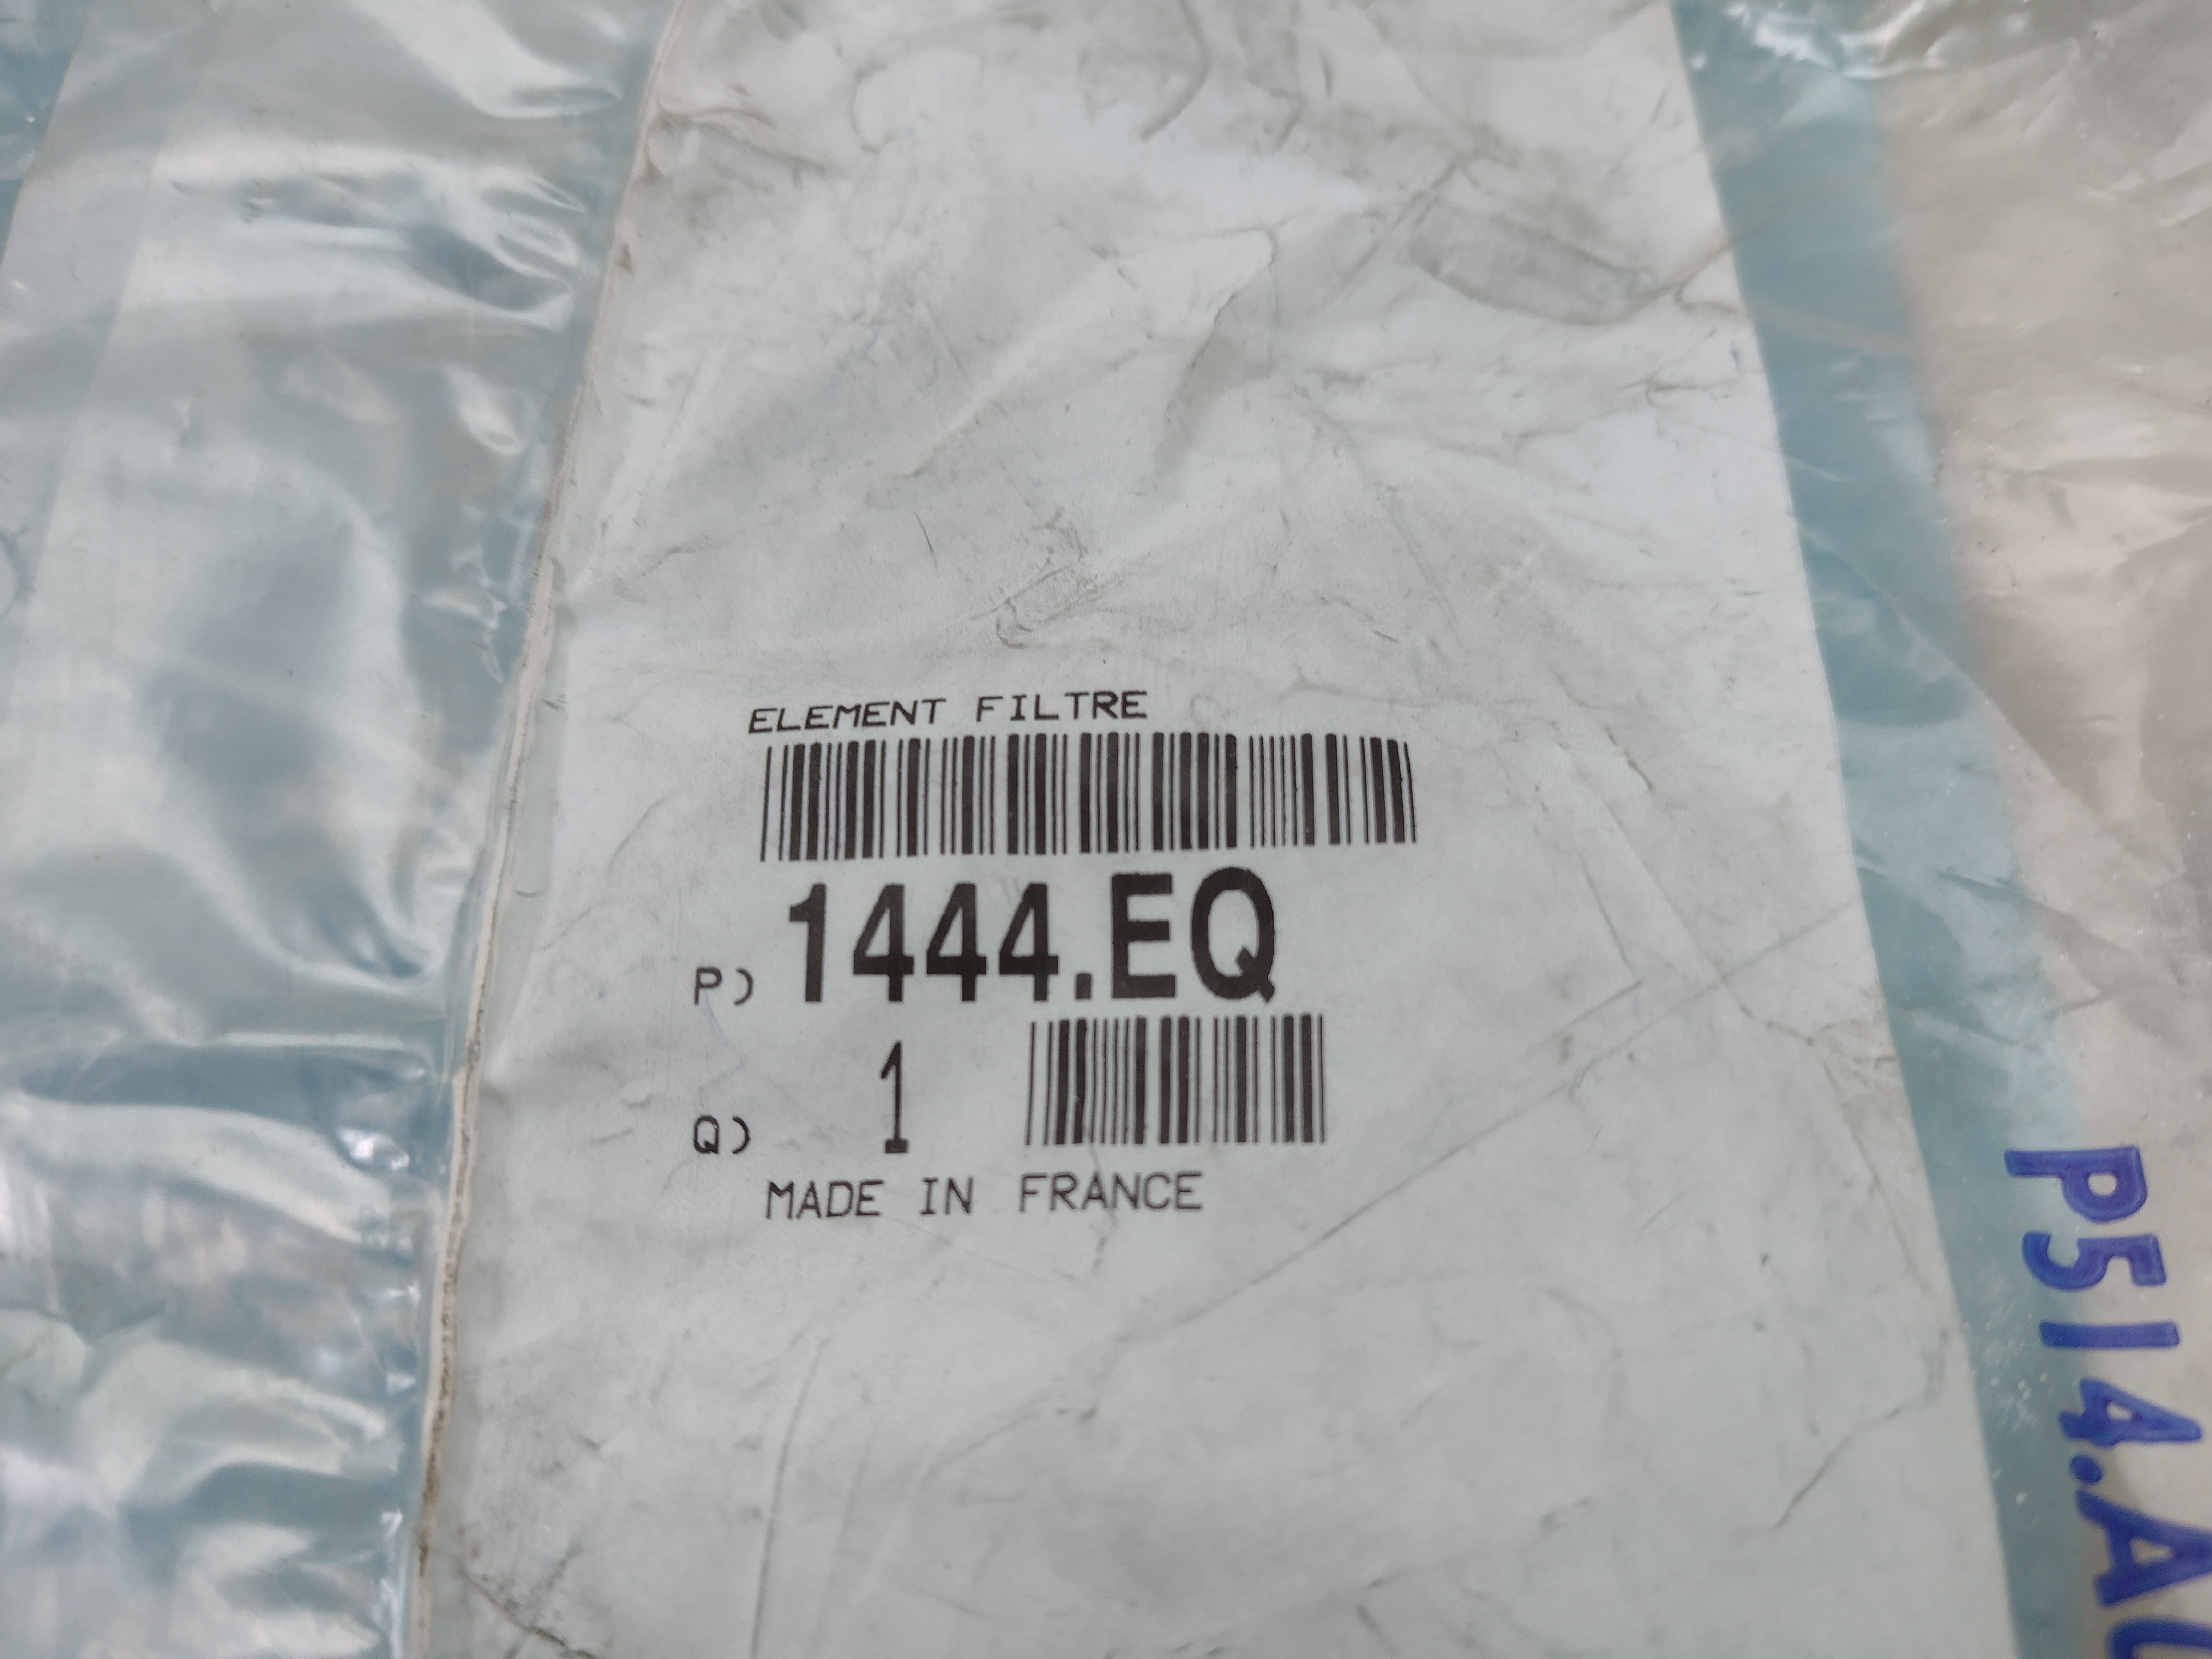 ELEMENT FILTRE
P) 1444.EQ
Q) 1
MADE IN FRANCE